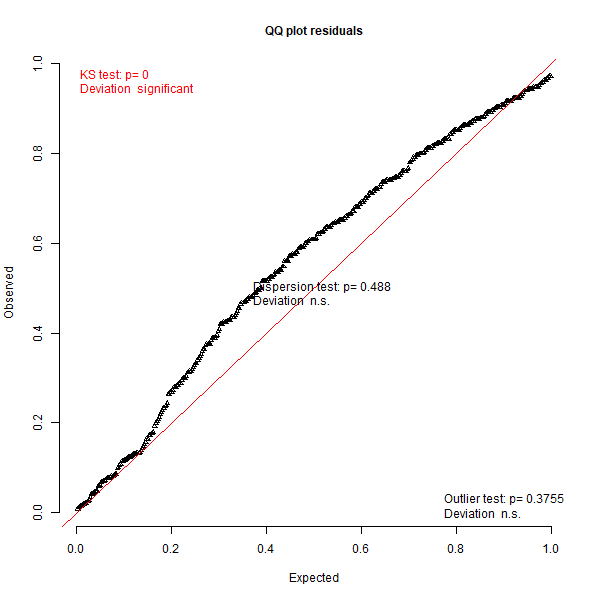 QQ plot residuals
KS test: p= 0
Deviation  significant
Dispersion test: p= 0.488
Deviation  n.s.
Outlier test: p= 0.3755
Deviation  n.s.
Observed
1.0
0.8
0.6
0.4
0.2
0.0
0.0 0.2 0.4 0.6 0.8 1.0
Expected